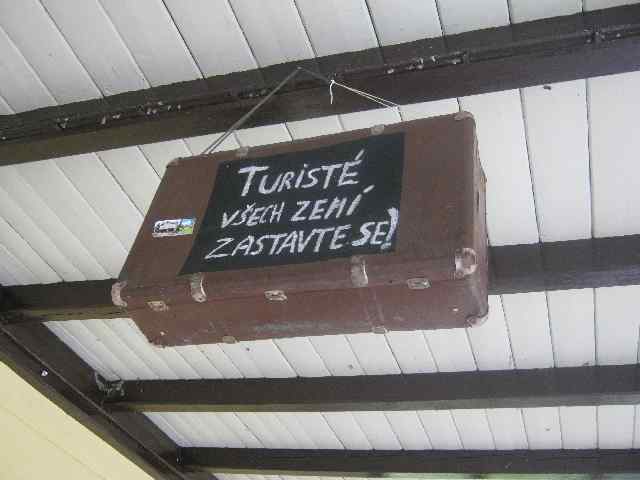 TURISTÉ
VŠECH ZEMÍ
ZASTAVTE SE!